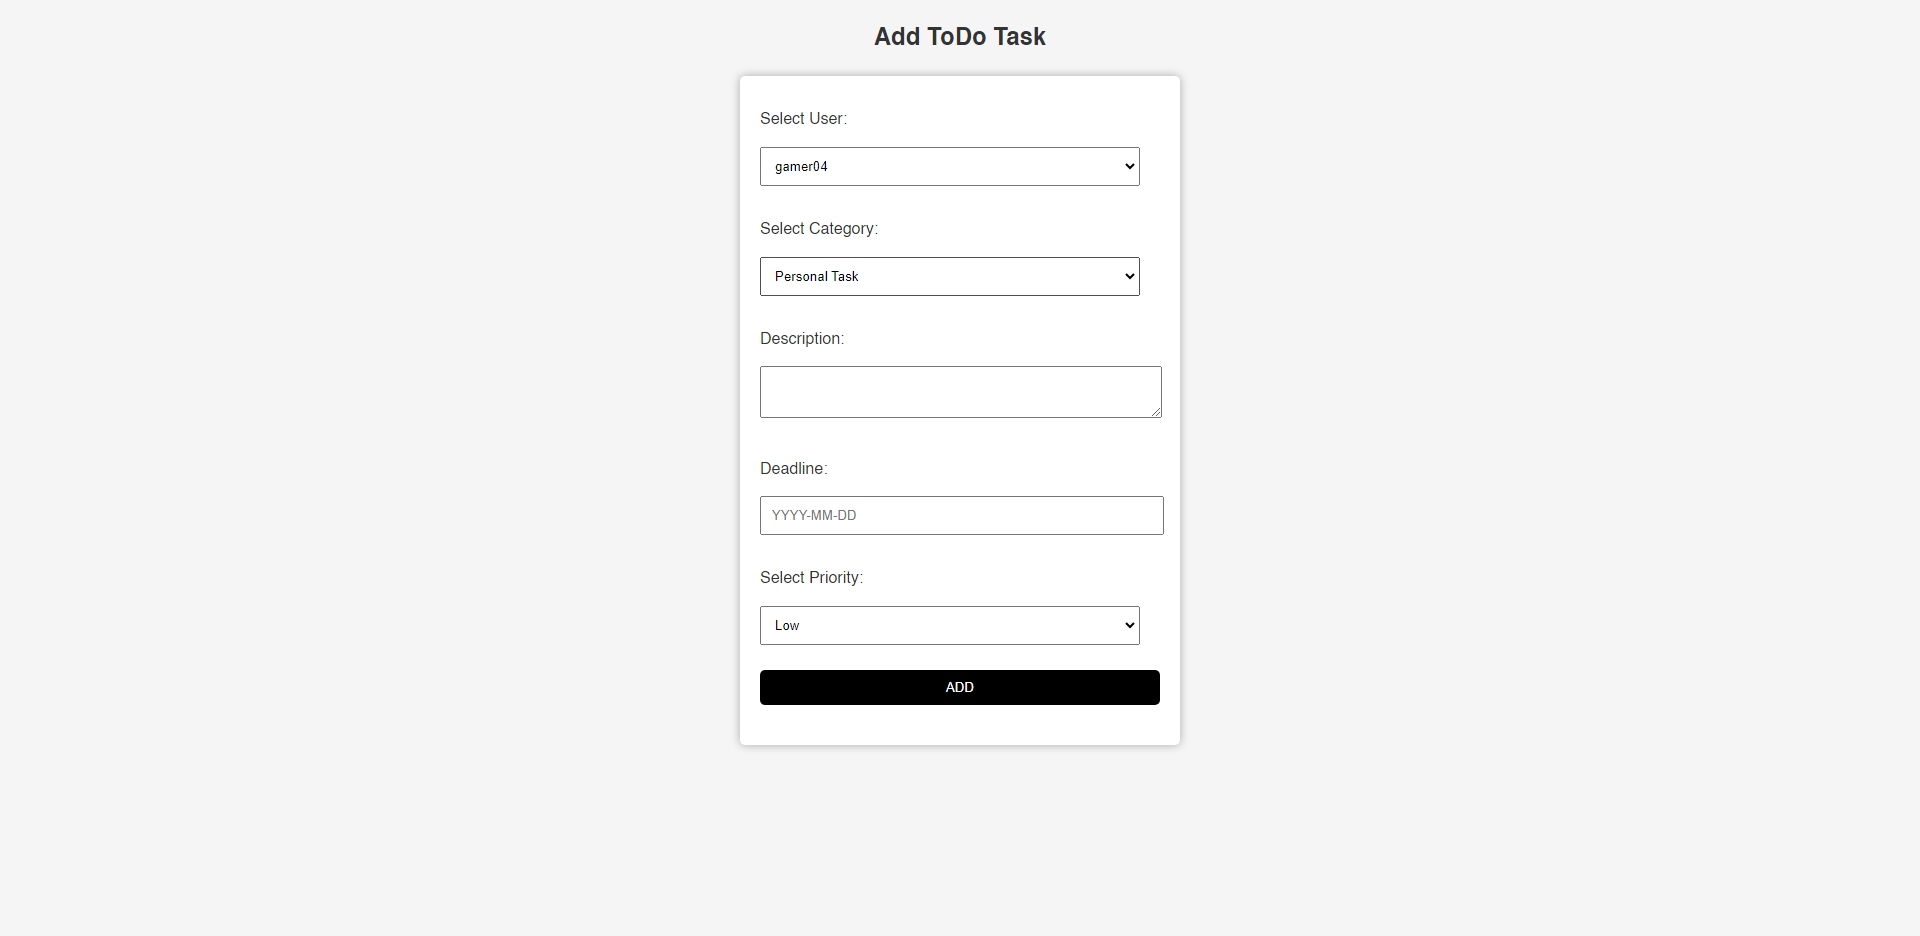 Add ToDo Task
Select User:
gamer04
Select Category:
Personal Task
Description:
Deadline:
YYYY-MM-DD
Select Priority:
Low
ADD